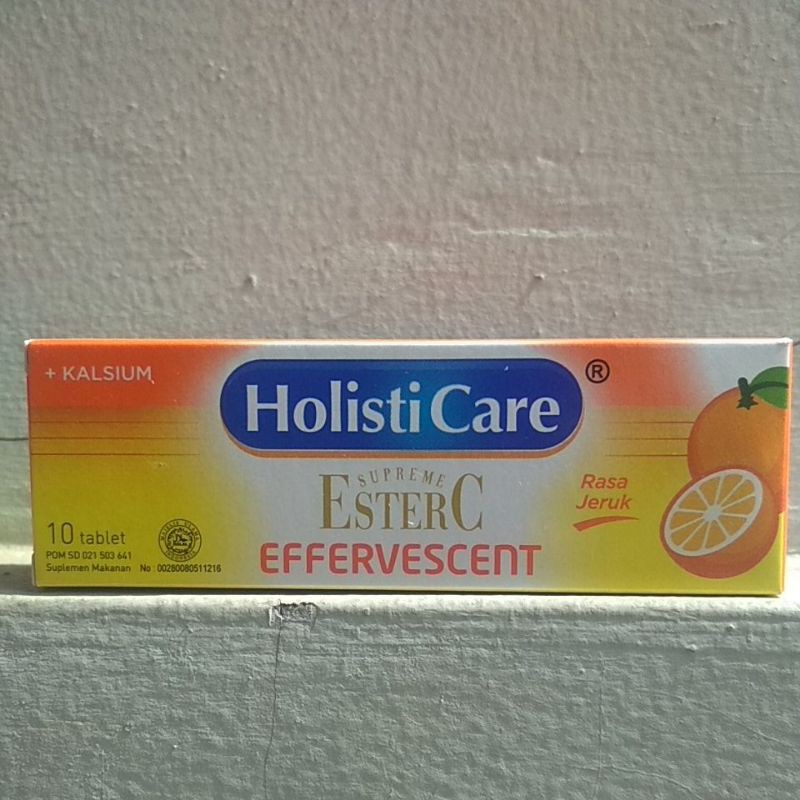 + KALSIUM
HolistiCare ®
SUPREME
ESTERC
EFFERVESCENT
Rasa
Jeruk
10 tablet
POM SD 021 503 641
Suplemen Makanan No : 00280080511216